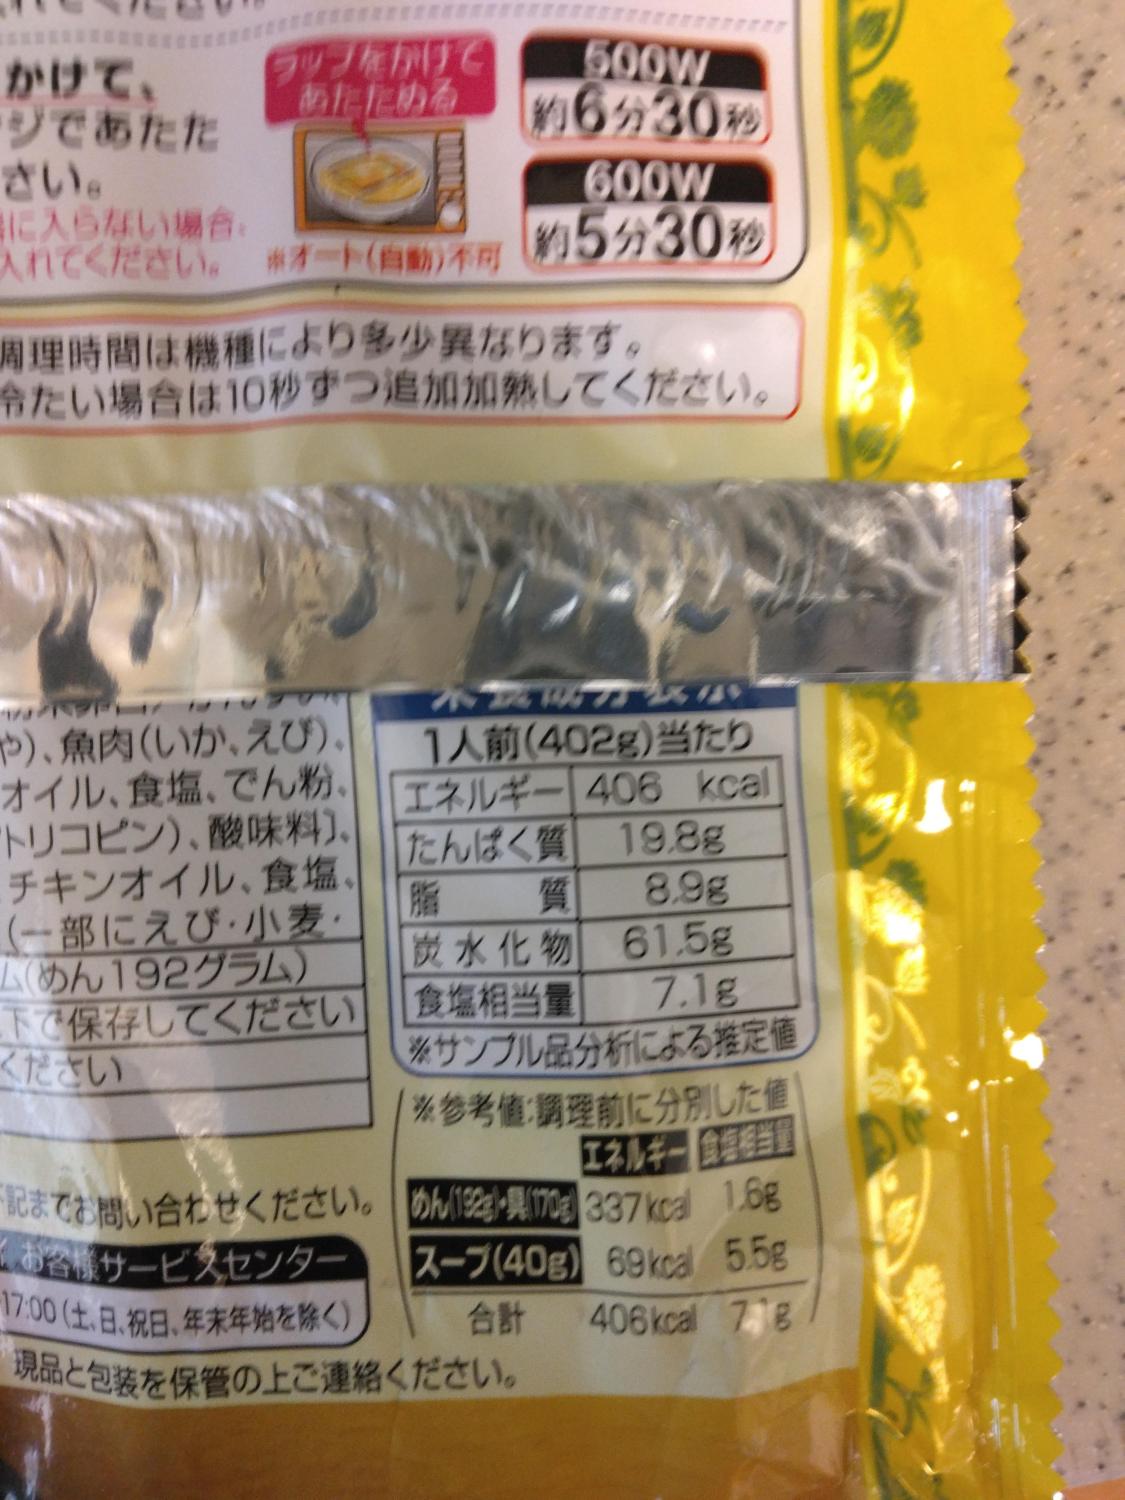 かけて、
ジであたた
さい。
に入らない場合
入れてください。
ラップをかけて
あたためる
※オート(自動)不可
500W
約6分30秒
600W
約5分30秒
調理時間は機種により多少異なります。
冷たい場合は10秒ずつ追加加熱してください。
や)、魚肉(いか、えび)、
オイル、食塩、でん粉、
トリコピン)、酸味料〕、
チキンオイル、食塩、
(一部にえび・小麦・
ム(めん192グラム)
下で保存してください
ください
栄養成分表示
1人前(402g)当たり
エネルギー 406 kcal
たんぱく質 19.8g
脂質 8.9g
炭水化物 61.5g
食塩相当量 7.1g
※サンプル品分析による推定値
※参考値:調理前に分別した値
エネルギー 食塩相当量
めん(192g)・具(170g) 337kcal 1.6g
スープ(40g) 69kcal 5.5g
合計 406kcal 7.1g
記までお問い合わせください。
お客様サービスセンター
17:00(土、日、祝日、年末年始を除く)
現品と包装を保管の上ご連絡ください。